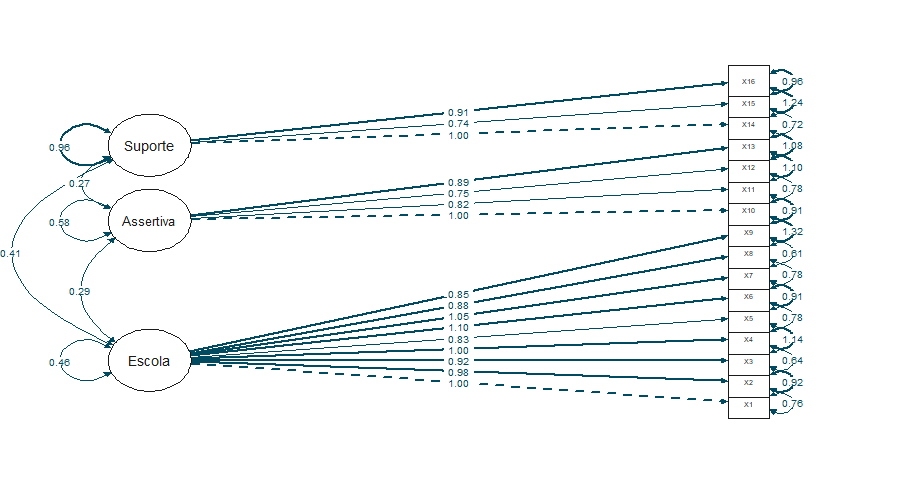 Suporte
Assertiva
Escola
0.96
0.27
0.58
0.41
0.29
0.46
0.91
0.74
1.00
0.89
0.75
0.82
1.00
0.85
0.88
1.05
1.10
0.83
1.00
0.92
0.98
1.00
X16
X15
X14
X13
X12
X11
X10
X9
X8
X7
X6
X5
X4
X3
X2
X1
0.96
1.24
0.72
1.08
1.10
0.78
0.91
1.32
0.61
0.78
0.91
0.78
1.14
0.64
0.92
0.76